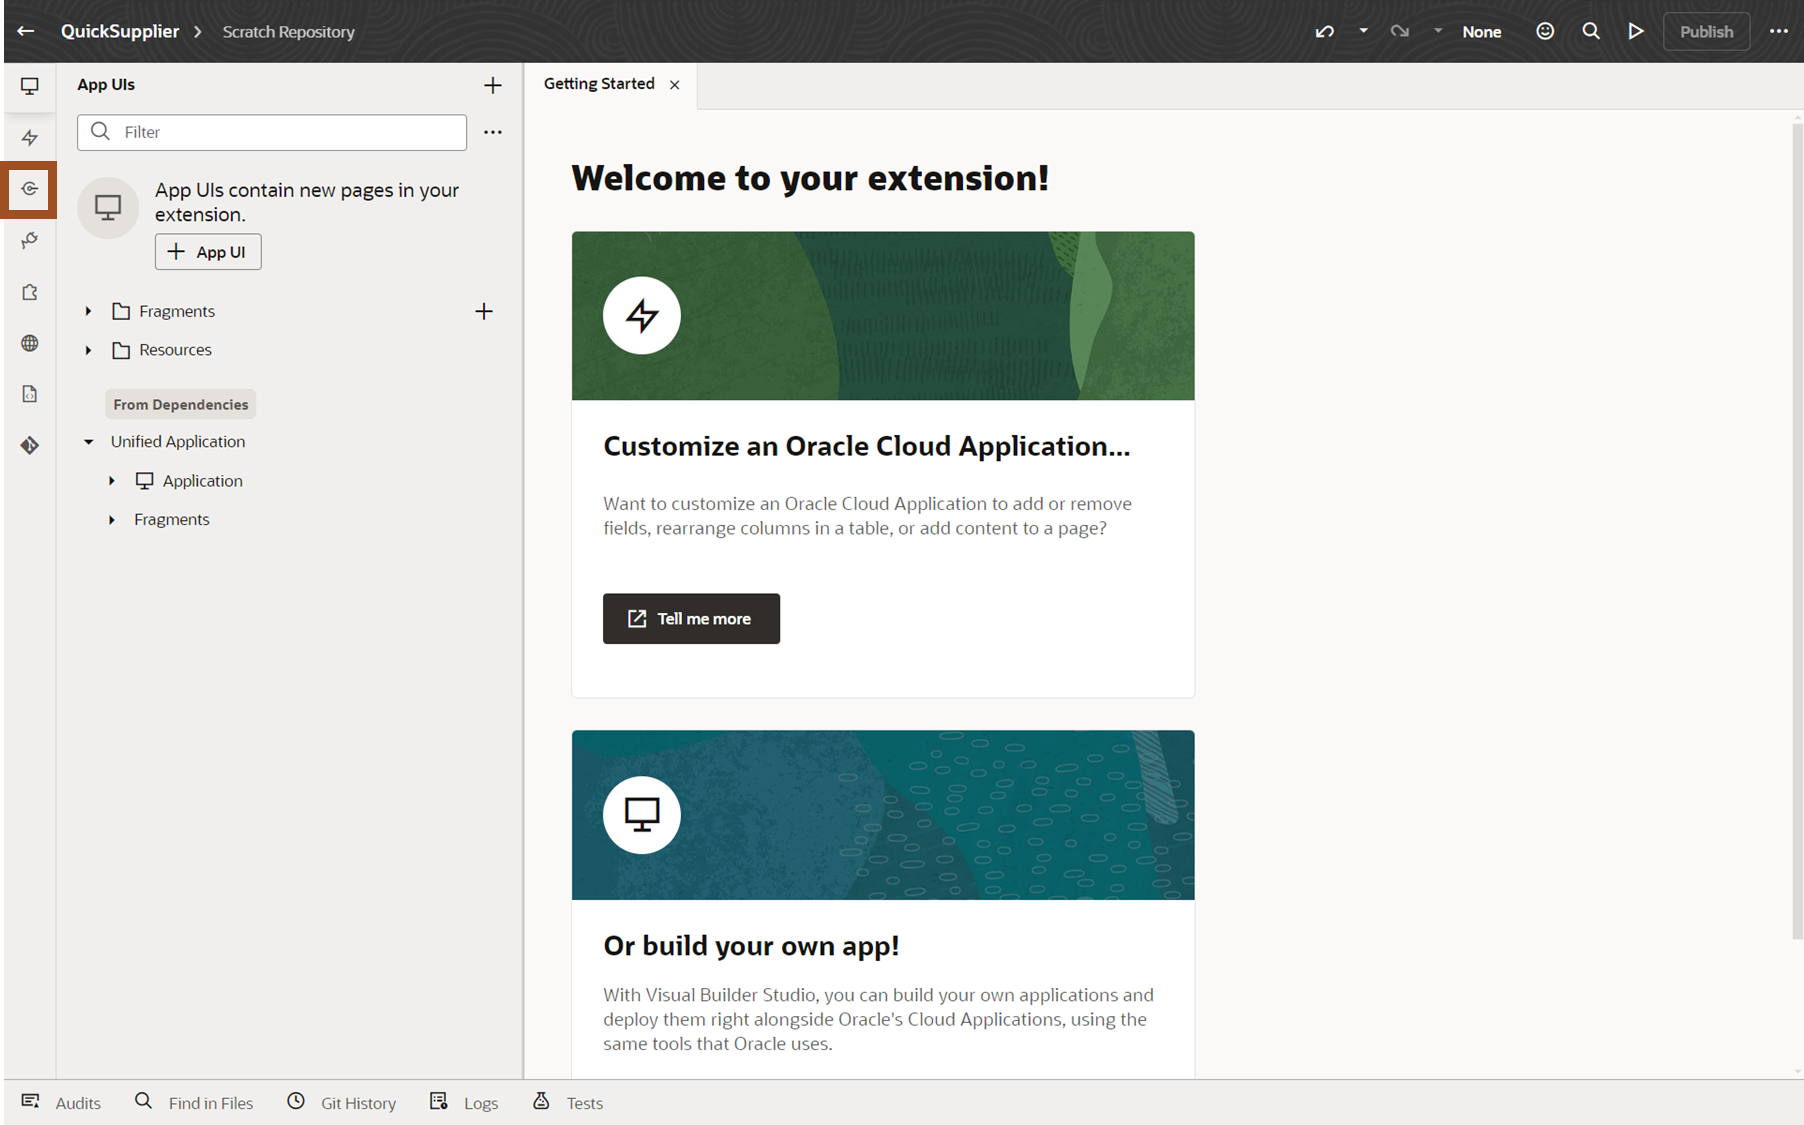 QuickSupplier
Scratch Repository
None
Publish
App UIs
Filter
App UIs contain new pages in your
extension.
App UI
Fragments
Resources
From Dependencies
Unified Application
Application
Fragments
Getting Started
Welcome to your extension!
Customize an Oracle Cloud Application...
Want to customize an Oracle Cloud Application to add or remove
fields, rearrange columns in a table, or add content to a page?
Tell me more
Or build your own app!
With Visual Builder Studio, you can build your own applications and
deploy them right alongside Oracle's Cloud Applications, using the
same tools that Oracle uses.
Audits
Find in Files
Git History
Logs
Tests